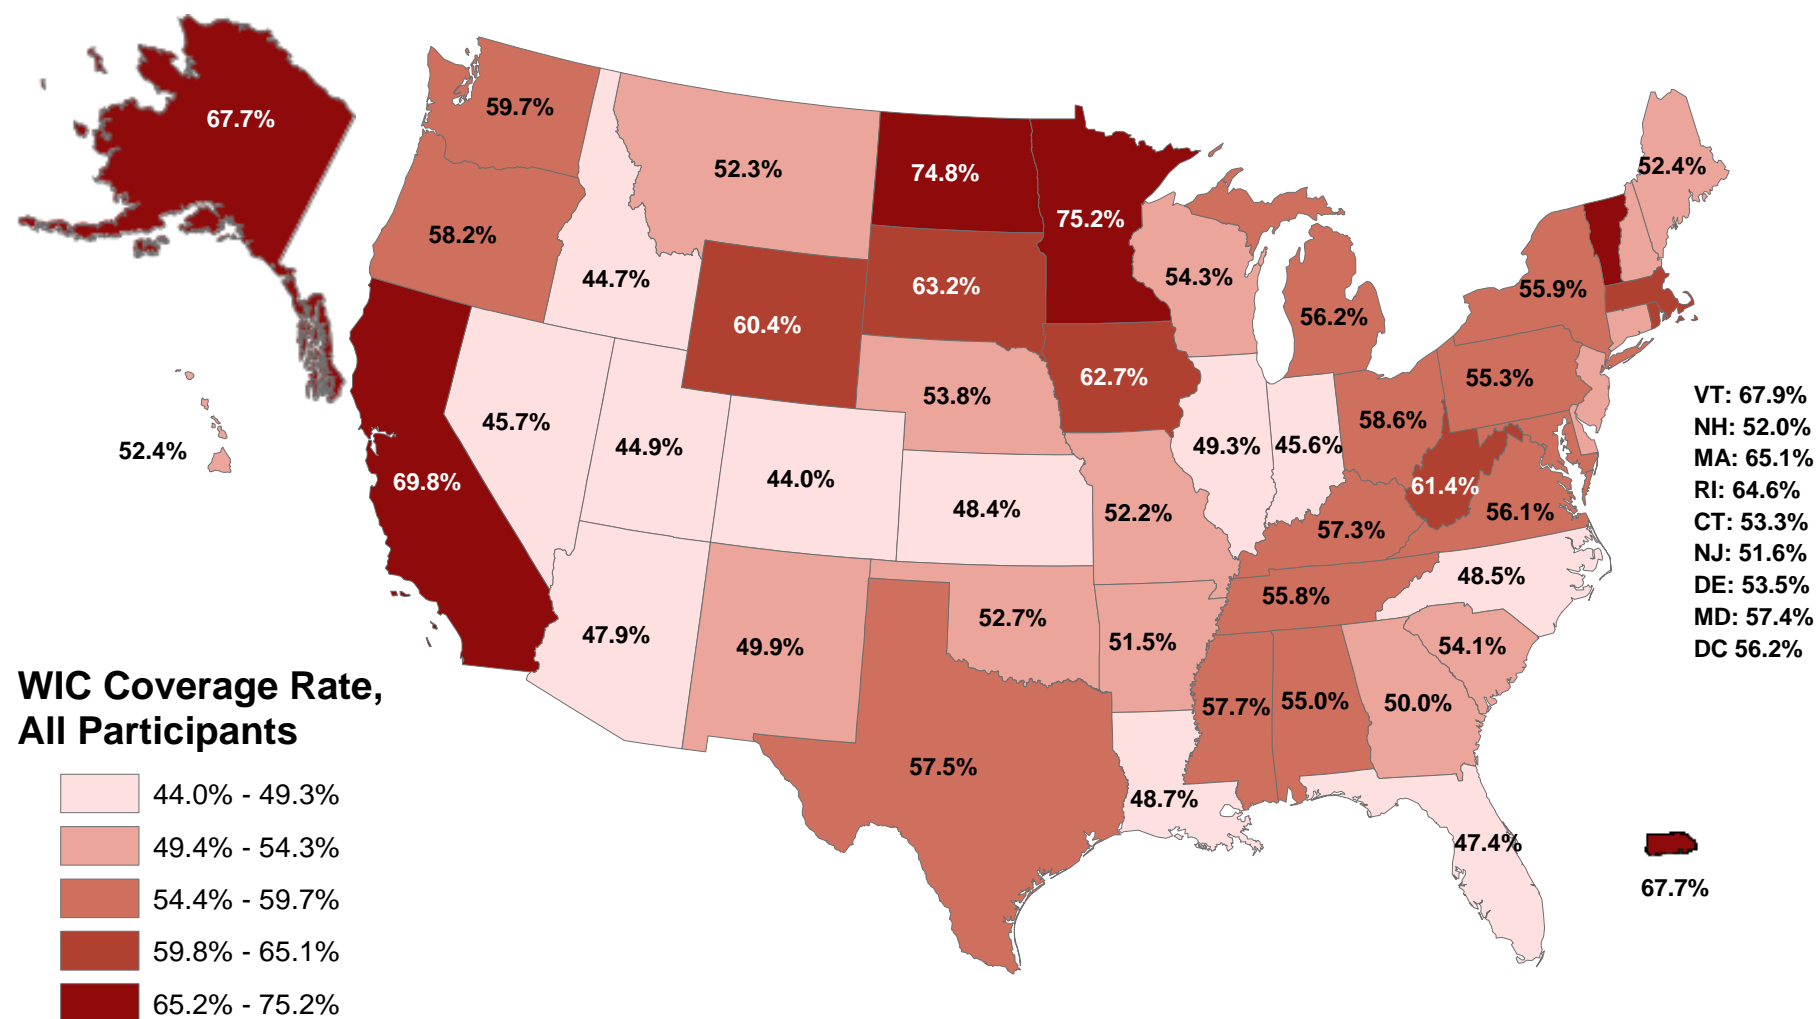 67.7%
59.7%
52.3%
74.8%
75.2%
52.4%
58.2%
44.7%
60.4%
63.2%
54.3%
56.2%
55.9%
62.7%
55.3%
53.8%
58.6%
52.4%
69.8%
45.7%
44.9%
44.0%
48.4%
52.2%
49.3%
45.6%
61.4%
57.3%
56.1%
VT: 67.9%
NH: 52.0%
MA: 65.1%
RI: 64.6%
CT: 53.3%
NJ: 51.6%
DE: 53.5%
MD: 57.4%
DC 56.2%
48.5%
55.8%
47.9%
49.9%
52.7%
51.5%
54.1%
57.7%
55.0%
50.0%
57.5%
48.7%
47.4%
67.7%
WIC Coverage Rate,
All Participants
44.0% - 49.3%
49.4% - 54.3%
54.4% - 59.7%
59.8% - 65.1%
65.2% - 75.2%